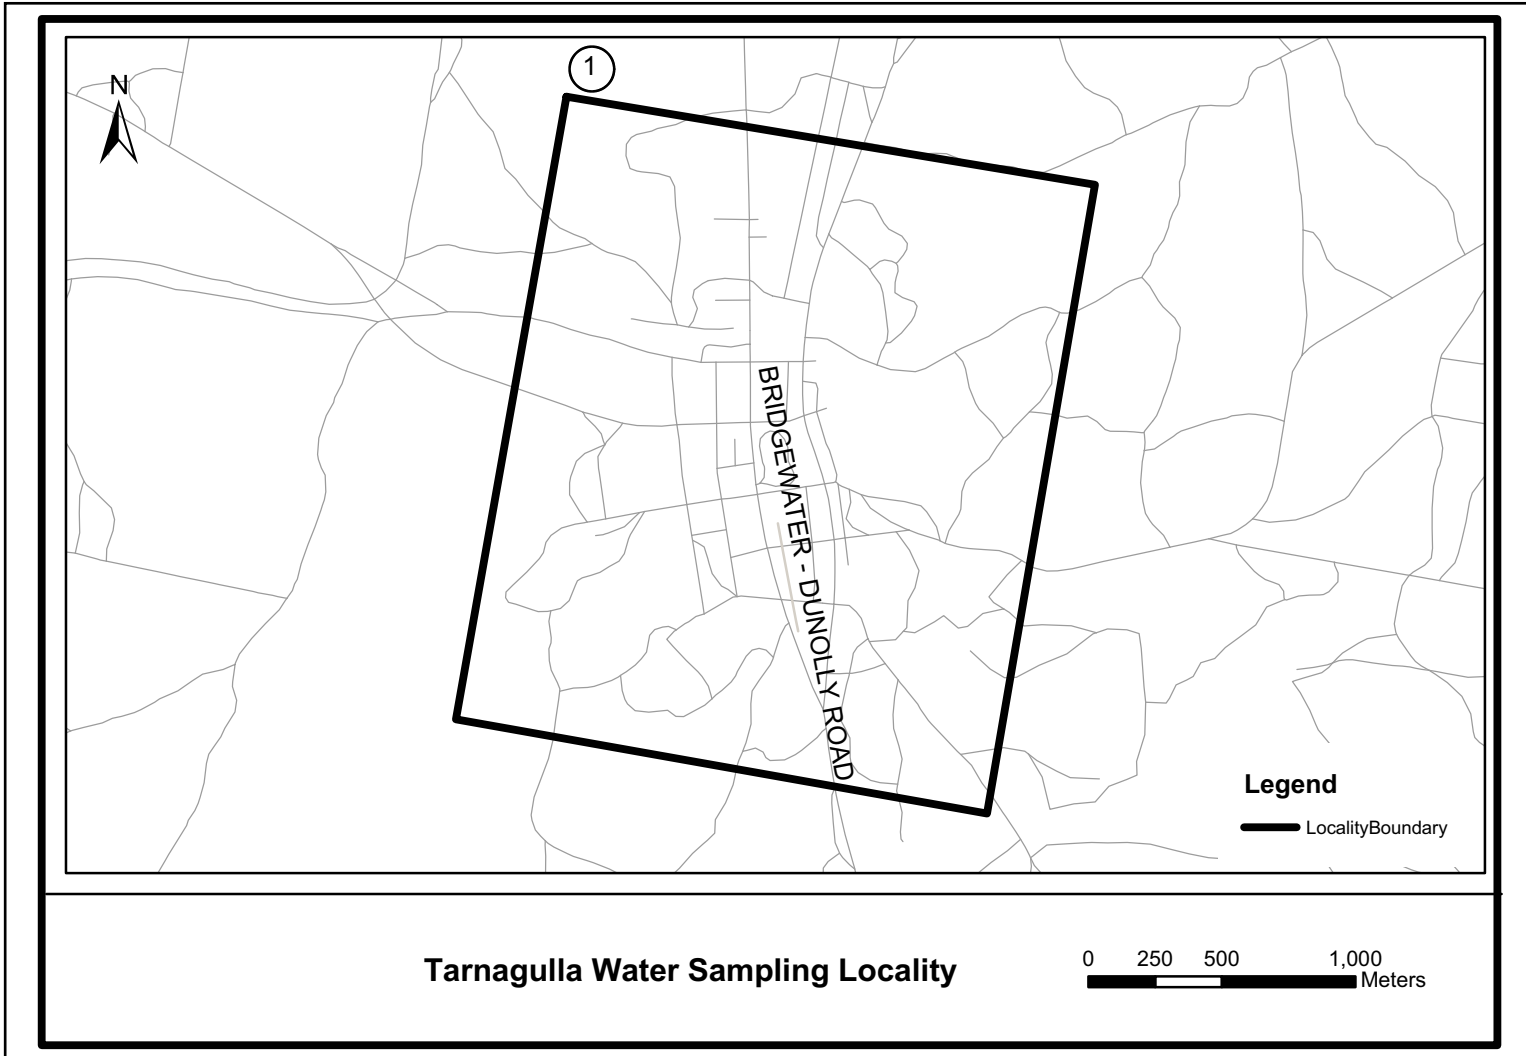 1
N
BRIDGEWATER - DUNOLLY ROAD
Legend
LocalityBoundary
Tarnagulla Water Sampling Locality
0 250 500 1,000
Meters